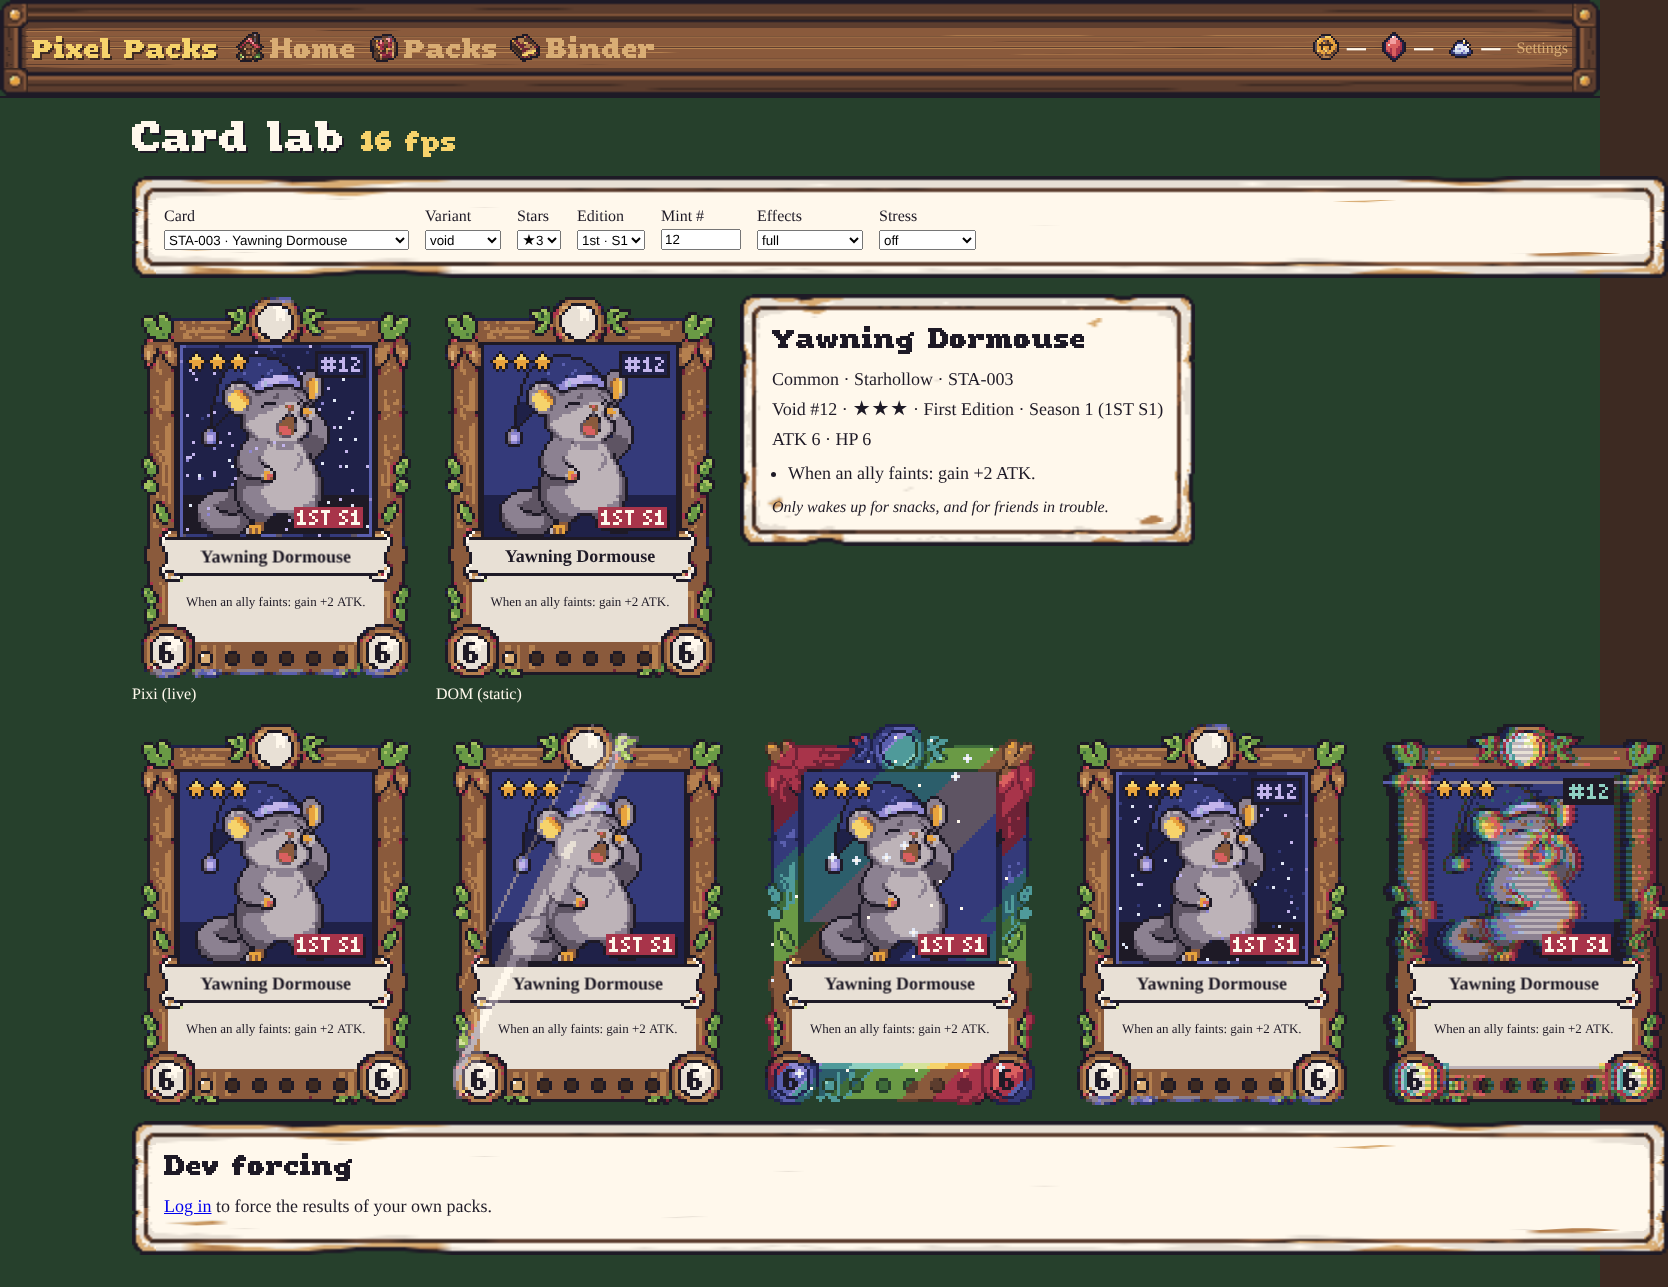 Pixel Packs Home Packs Binder — — — Settings
Card lab 16 fps
Card Variant Stars Edition Mint # Effects Stress
STA-003 · Yawning Dormouse void ★3 1st · S1 12 full off
#12 #12
1ST S1 1ST S1
Yawning Dormouse Yawning Dormouse
When an ally faints: gain +2 ATK. When an ally faints: gain +2 ATK.
6 6 6 6
Pixi (live) DOM (static)
Yawning Dormouse
Common · Starhollow · STA-003
Void #12 · ★★★ · First Edition · Season 1 (1ST S1)
ATK 6 · HP 6
• When an ally faints: gain +2 ATK.
Only wakes up for snacks, and for friends in trouble.
#12 #12
1ST S1 1ST S1 1ST S1 1ST S1 1ST S1
Yawning Dormouse Yawning Dormouse Yawning Dormouse Yawning Dormouse Yawning Dormouse
When an ally faints: gain +2 ATK. When an ally faints: gain +2 ATK. When an ally faints: gain +2 ATK. When an ally faints: gain +2 ATK. When an ally faints: gain +2 ATK.
6 6 6 6 6 6 6 6 6 6
Dev forcing
Log in to force the results of your own packs.